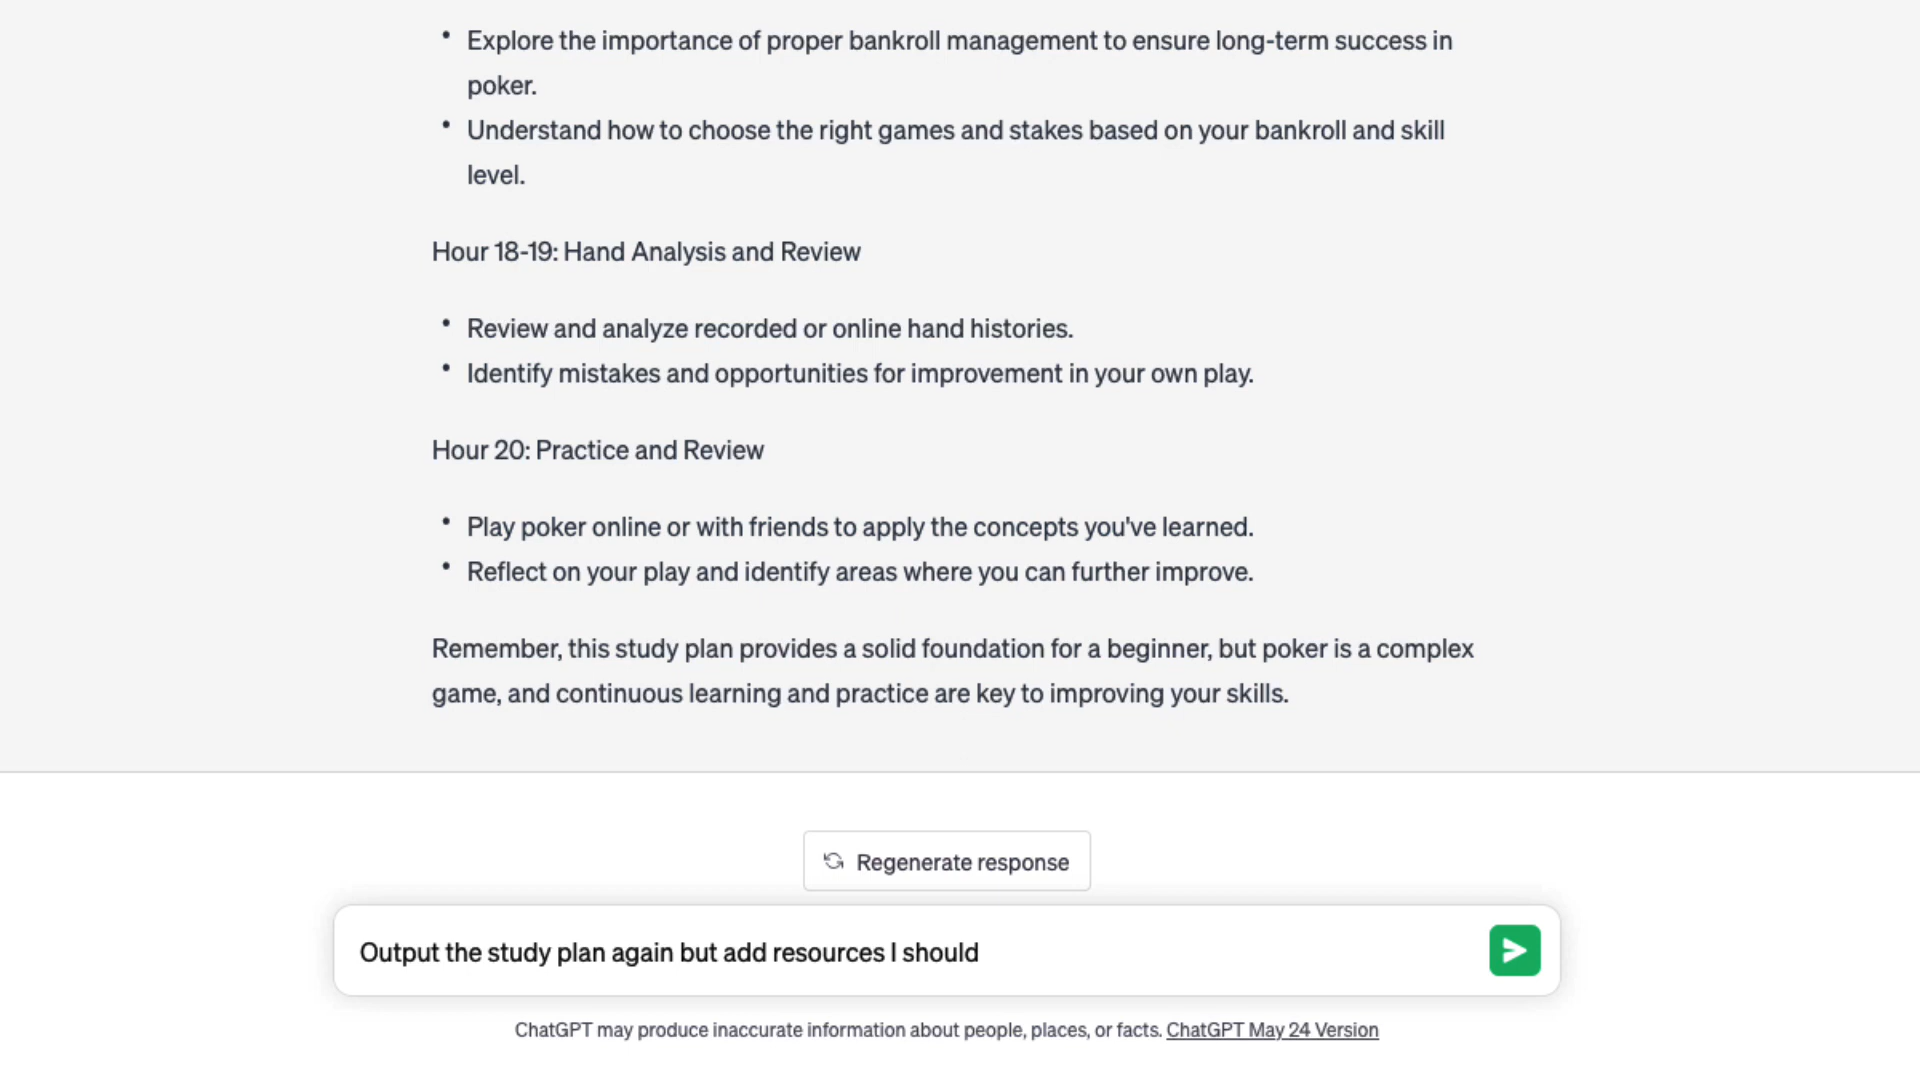 • Explore the importance of proper bankroll management to ensure long-term success in
poker.
• Understand how to choose the right games and stakes based on your bankroll and skill
level.
Hour 18-19: Hand Analysis and Review
• Review and analyze recorded or online hand histories.
• Identify mistakes and opportunities for improvement in your own play.
Hour 20: Practice and Review
• Play poker online or with friends to apply the concepts you've learned.
• Reflect on your play and identify areas where you can further improve.
Remember, this study plan provides a solid foundation for a beginner, but poker is a complex
game, and continuous learning and practice are key to improving your skills.
Regenerate response
Output the study plan again but add resources I should
ChatGPT may produce inaccurate information about people, places, or facts. ChatGPT May 24 Version